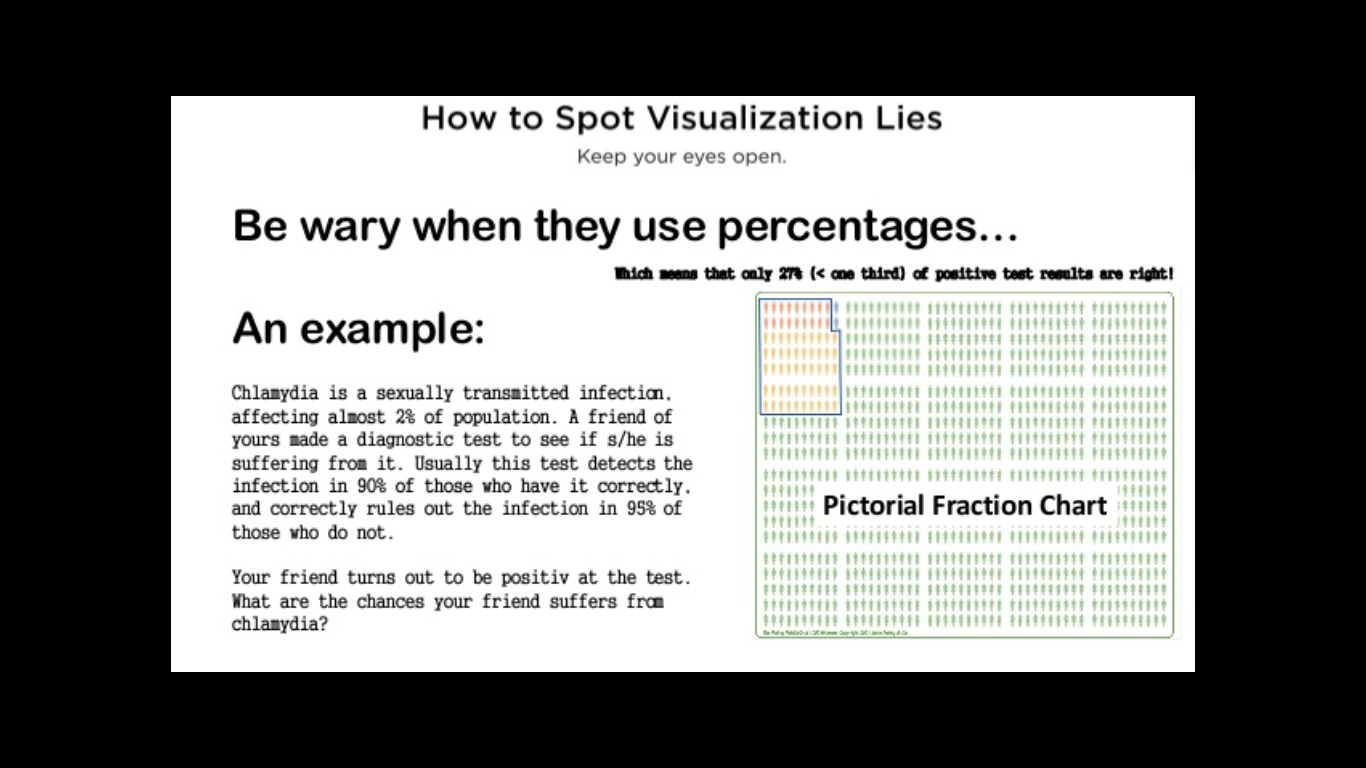 How to Spot Visualization Lies
Keep your eyes open.
Be wary when they use percentages...
Which means that only 27% (< one third) of positive test results are right!
An example:
Chlamydia is a sexually transmitted infection,
affecting almost 2% of population. A friend of
yours made a diagnostic test to see if s/he is
suffering from it. Usually this test detects the
infection in 90% of those who have it correctly,
and correctly rules out the infection in 95% of
those who do not.
Your friend turns out to be positiv at the test.
What are the chances your friend suffers from
chlamydia?
Pictorial Fraction Chart